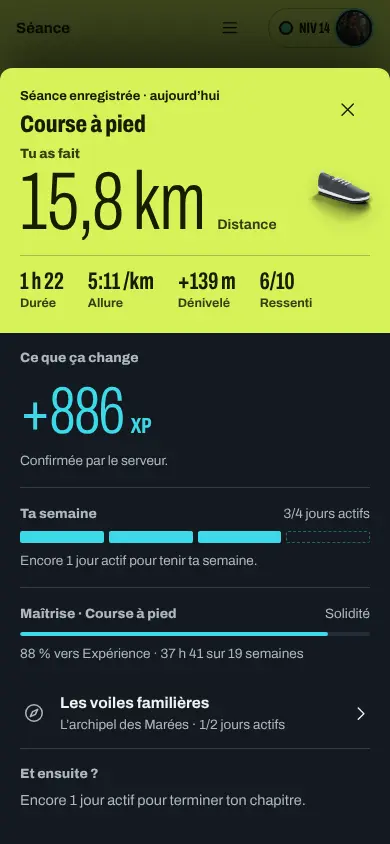 Séance
NIV 14
Séance enregistrée · aujourd’hui
Course à pied
Tu as fait
15,8 km Distance
1 h 22 5:11 /km +139 m 6/10
Durée Allure Dénivelé Ressenti
Ce que ça change
+886 XP
Confirmée par le serveur.
Ta semaine 3/4 jours actifs
Encore 1 jour actif pour tenir ta semaine.
Maîtrise · Course à pied Solidité
88 % vers Expérience · 37 h 41 sur 19 semaines
Les voiles familières
L’archipel des Marées · 1/2 jours actifs
Et ensuite ?
Encore 1 jour actif pour terminer ton chapitre.